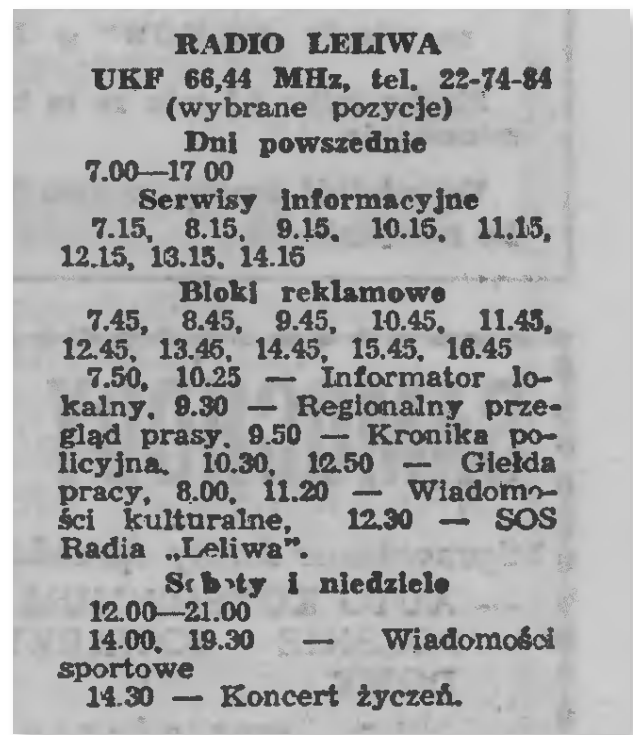 RADIO LELIWA
UKF 66,44 MHz, tel. 22-74-84
(wybrane pozycje)
Dni powszednie
7.00—17 00
Serwisy informacyjne
7.15, 8.15, 9.15, 10.15, 11.15,
12.15, 13.15, 14.15
Bloki reklamowe
7.45, 8.45, 9.45, 10.45, 11.45,
12.45, 13.45, 14.45, 15.45, 16.45
7.50, 10.25 — Informator lo-
kalny, 9.30 — Regionalny prze-
gląd prasy, 9.50 — Kronika po-
licyjna, 10.30, 12.50 — Giełda
pracy, 8.00, 11.20 — Wiadomo-
ści kulturalne, 12.30 — SOS
Radia „Leliwa”.
Soboty i niedziele
12.00—21.00
14.00, 19.30 — Wiadomości
sportowe
14.30 — Koncert życzeń.